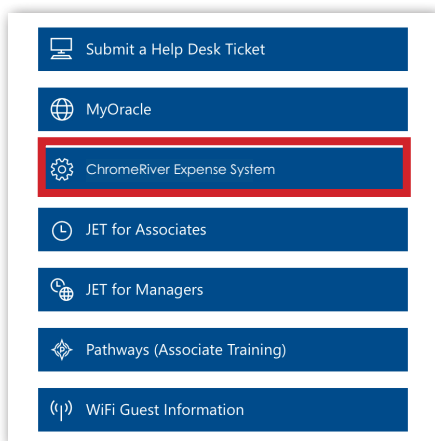 Submit a Help Desk Ticket
MyOracle
ChromeRiver Expense System
JET for Associates
JET for Managers
Pathways (Associate Training)
WiFi Guest Information